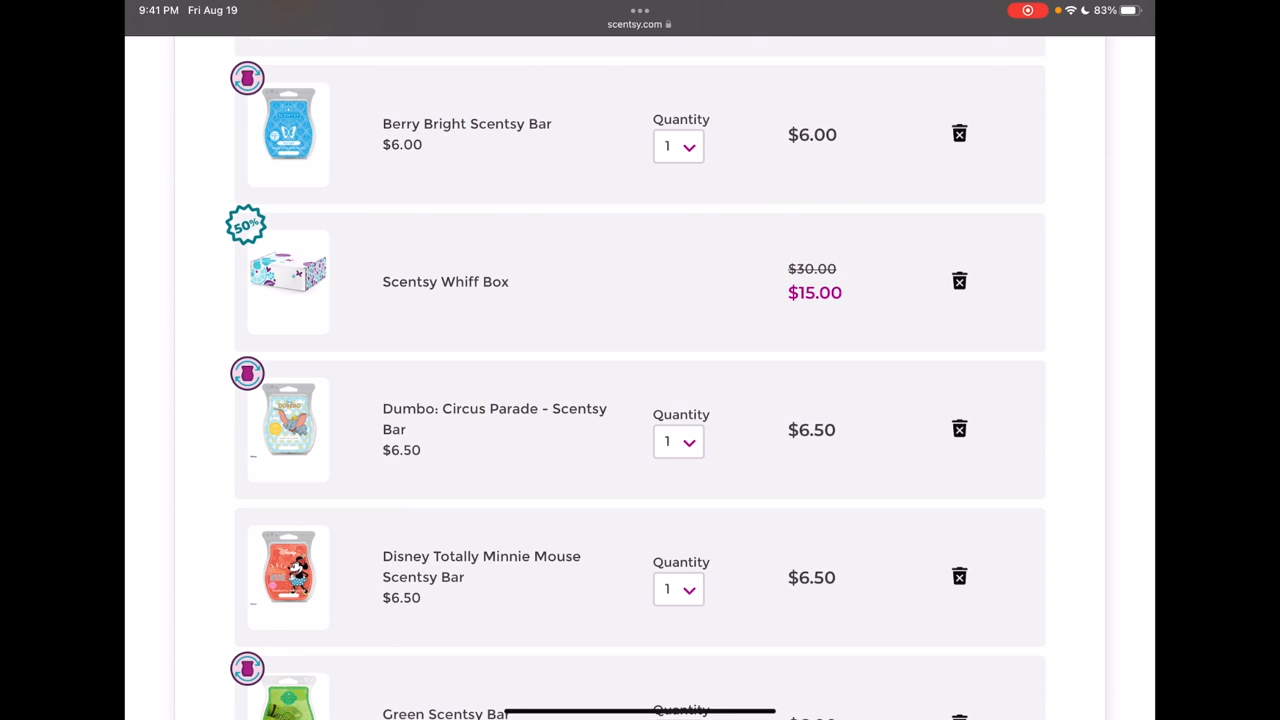 9:41 PM Fri Aug 19
scentsy.com
83%
Berry Bright Scentsy Bar
$6.00
Quantity
1
$6.00
50%
Scentsy Whiff Box
$30.00
$15.00
Dumbo: Circus Parade - Scentsy
Bar
$6.50
Quantity
1
$6.50
Disney Totally Minnie Mouse
Scentsy Bar
$6.50
Quantity
1
$6.50
Green Scentsy Bar
Quantity